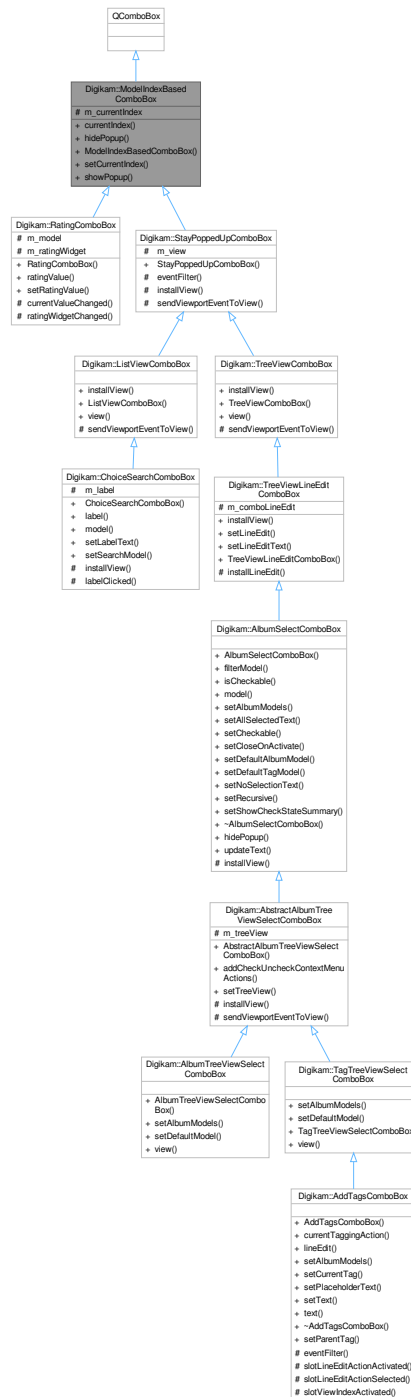 QComboBox
Digikam::ModelIndexBased
ComboBox
# m_currentIndex
+ currentIndex()
+ hidePopup()
+ ModelIndexBasedComboBox()
+ setCurrentIndex()
+ showPopup()
Digikam::RatingComboBox
# m_model
# m_ratingWidget
+ RatingComboBox()
+ ratingValue()
+ setRatingValue()
# currentValueChanged()
# ratingWidgetChanged()
Digikam::StayPoppedUpComboBox
# m_view
+ StayPoppedUpComboBox()
# eventFilter()
# installView()
# sendViewportEventToView()
Digikam::ListViewComboBox
+ installView()
+ ListViewComboBox()
+ view()
# sendViewportEventToView()
Digikam::TreeViewComboBox
+ installView()
+ TreeViewComboBox()
+ view()
# sendViewportEventToView()
Digikam::ChoiceSearchComboBox
# m_label
+ ChoiceSearchComboBox()
+ label()
+ model()
+ setLabelText()
+ setSearchModel()
# installView()
# labelClicked()
Digikam::TreeViewLineEdit
ComboBox
# m_comboLineEdit
+ installView()
+ setLineEdit()
+ setLineEditText()
+ TreeViewLineEditComboBox()
# installLineEdit()
Digikam::AlbumSelectComboBox
+ AlbumSelectComboBox()
+ filterModel()
+ isCheckable()
+ model()
+ setAlbumModels()
+ setAllSelectedText()
+ setCheckable()
+ setCloseOnActivate()
+ setDefaultAlbumModel()
+ setDefaultTagModel()
+ setNoSelectionText()
+ setRecursive()
+ setShowCheckStateSummary()
+ ~AlbumSelectComboBox()
+ hidePopup()
+ updateText()
# installView()
Digikam::AbstractAlbumTree
ViewSelectComboBox
# m_treeView
+ AbstractAlbumTreeViewSelect
ComboBox()
+ addCheckUncheckContextMenu
Actions()
+ setTreeView()
# installView()
# sendViewportEventToView()
Digikam::AlbumTreeViewSelect
ComboBox
+ AlbumTreeViewSelectCombo
Box()
+ setAlbumModels()
+ setDefaultModel()
+ view()
Digikam::TagTreeViewSelect
ComboBox
+ setAlbumModels()
+ setDefaultModel()
+ TagTreeViewSelectComboBox
+ view()
Digikam::AddTagsComboBox
+ AddTagsComboBox()
+ currentTaggingAction()
+ lineEdit()
+ setAlbumModels()
+ setCurrentTag()
+ setPlaceholderText()
+ setText()
+ text()
+ ~AddTagsComboBox()
+ setParentTag()
# eventFilter()
# slotLineEditActionActivated()
# slotLineEditActionSelected()
# slotViewIndexActivated()